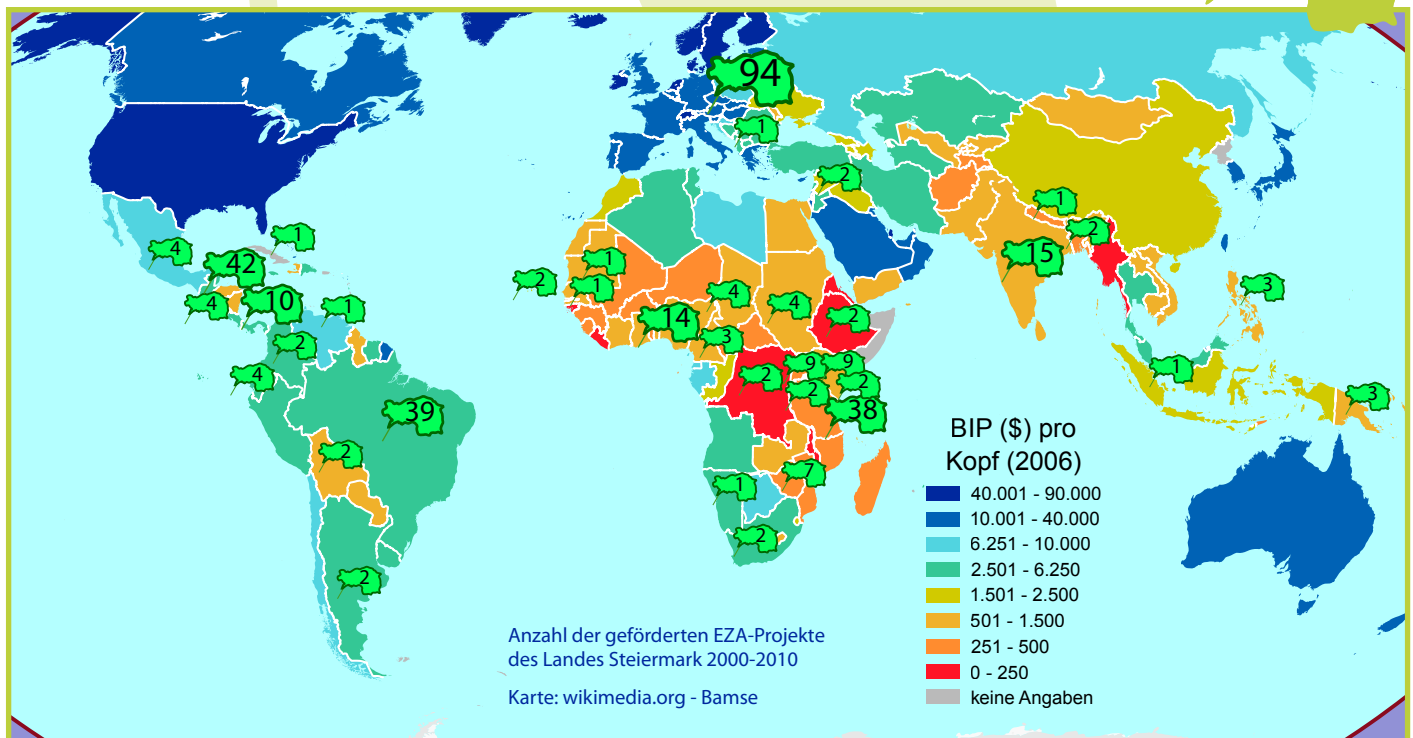 94
1
2
1
2
1
4
42
15
2
1
1
3
4
10
1
14
4
4
2
2
3
9
9
1
4
2
2
2
38
3
39
2
7
1
2
2
BIP ($) pro
Kopf (2006)
40.001 - 90.000
10.001 - 40.000
6.251 - 10.000
2.501 - 6.250
1.501 - 2.500
501 - 1.500
251 - 500
0 - 250
keine Angaben
Anzahl der geförderten EZA-Projekte
des Landes Steiermark 2000-2010
Karte: wikimedia.org - Bamse